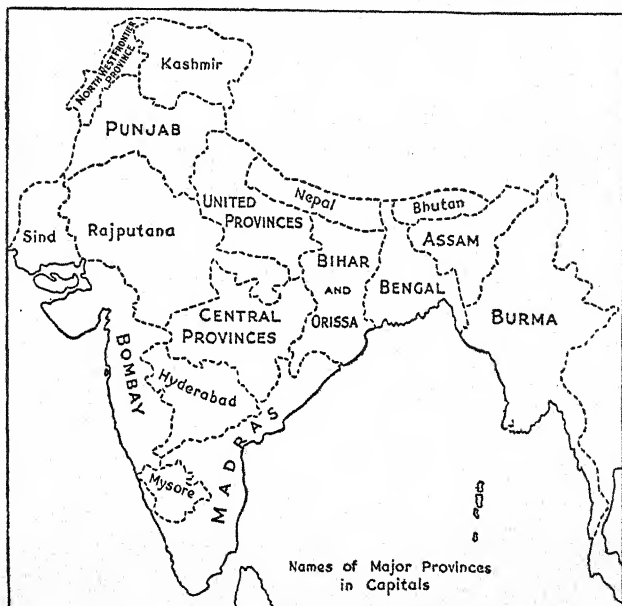 NORTH WEST FRONTIER
PROVINCE
Kashmir
PUNJAB
Nepal
Bhutan
UNITED
PROVINCES
Sind
Rajputana
ASSAM
BIHAR
AND
ORISSA
BENGAL
CENTRAL
PROVINCES
BURMA
BOMBAY
Hyderabad
MADRAS
Mysore
Names of Major Provinces
in Capitals